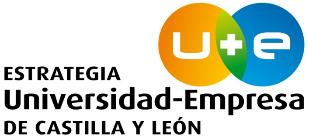 u+e
ESTRATEGIA
Universidad-Empresa
DE CASTILLA Y LEÓN